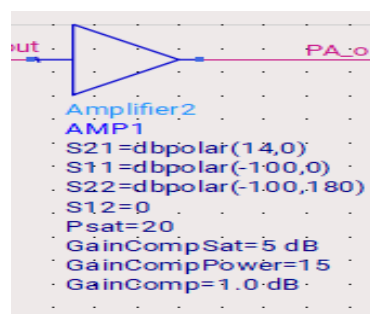 out
PA_o
Amplifier2
AMP1
S21=dbpolar(14,0)
S11=dbpolar(-100,0)
S22=dbpolar(-100,180)
S12=0
Psat=20
GainCompSat=5 dB
GainCompPower=15
GainComp=1.0 dB